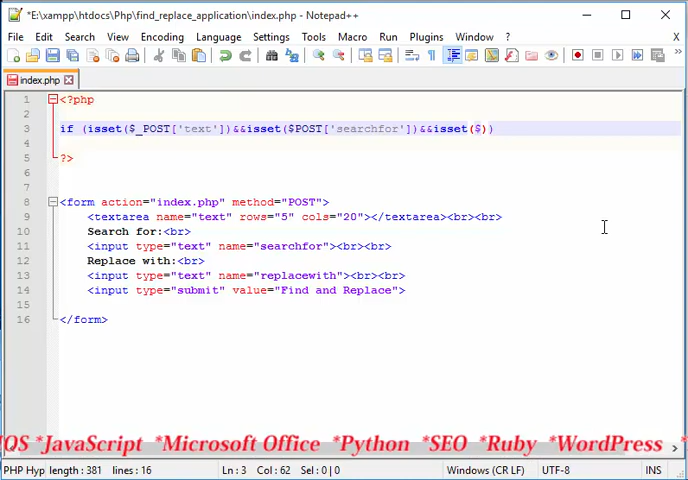 *E:\xampp\htdocs\Php\find_replace_application\index.php - Notepad++
File Edit Search View Encoding Language Settings Tools Macro Run Plugins Window ? X
index.php
1 <?php
2
3 if (isset($_POST['text'])&&isset($POST['searchfor'])&&isset($))
4
5 ?>
6
7
8 <form action="index.php" method="POST">
9 <textarea name="text" rows="5" cols="20"></textarea><br><br>
10 Search for:<br>
11 <input type="text" name="searchfor"><br><br>
12 Replace with:<br>
13 <input type="text" name="replacewith"><br><br>
14 <input type="submit" value="Find and Replace">
15
16 </form>
IOS *JavaScript *Microsoft Office *Python *SEO *Ruby *WordPress *
PHP Hyp length : 381 lines : 16 Ln : 3 Col : 62 Sel : 0 | 0 Windows (CR LF) UTF-8 INS